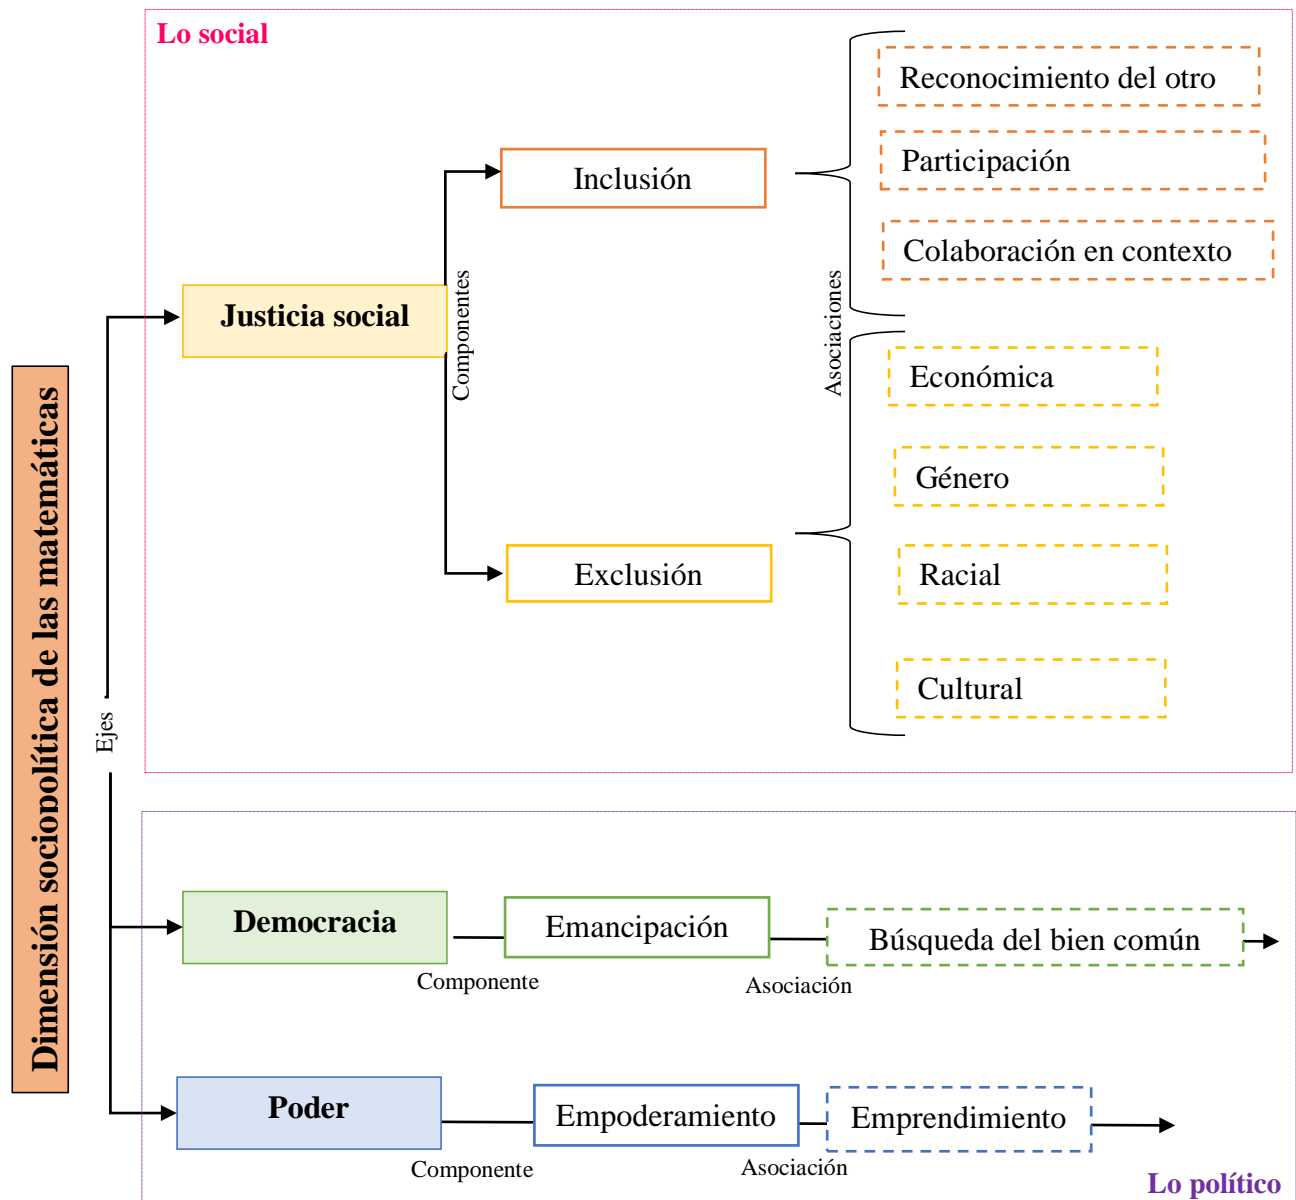 Lo social
Reconocimiento del otro
Participación
Inclusión
Colaboración en contexto
Componentes
Asociaciones
Justicia social
Económica
Género
Exclusión
Racial
Cultural
Dimensión sociopolítica de las matemáticas
Ejes
Democracia
Emancipación
Búsqueda del bien común
Componente
Asociación
Poder
Empoderamiento
Emprendimiento
Componente
Asociación
Lo político